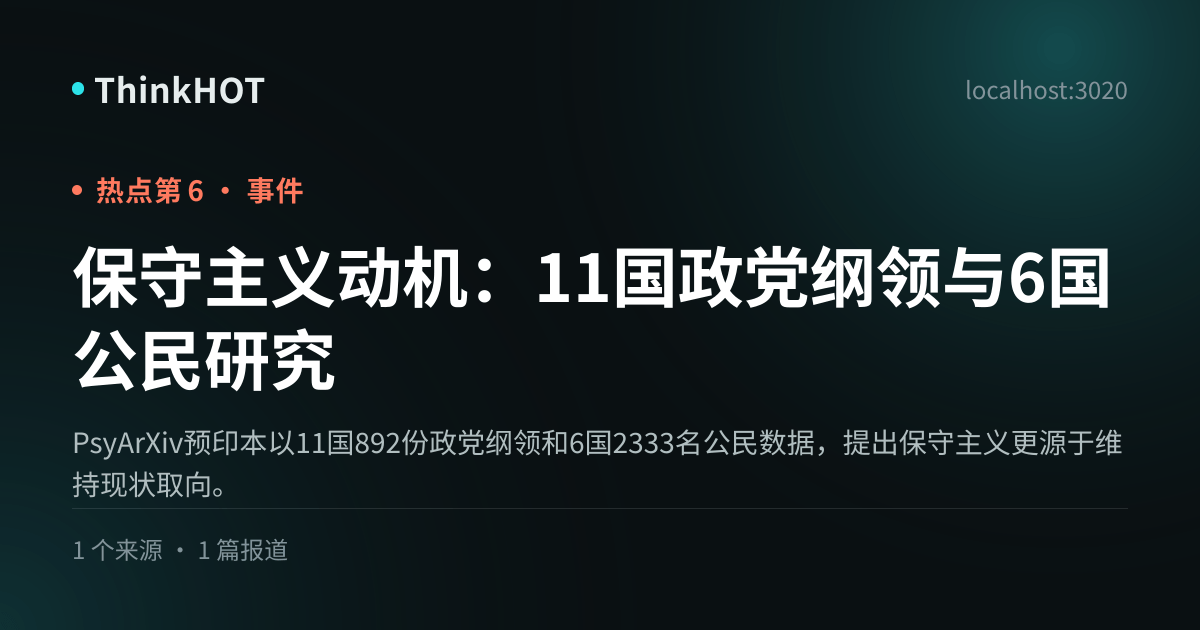 ThinkHOT
localhost:3020
热点第 6 · 事件
保守主义动机：11国政党纲领与6国
公民研究
PsyArXiv预印本以11国892份政党纲领和6国2333名公民数据，提出保守主义更源于维
持现状取向。
1 个来源 · 1 篇报道